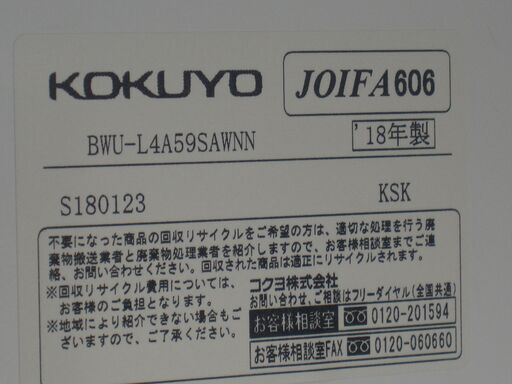 KOKUYO
JOIFA606
BWU-L4A59SAWNN
'18年製
S180123
KSK
不要になった商品の回収リサイクルをご希望の方は、適切な処理を行う廃
棄物搬送業者と廃棄物処理業者を紹介しますので、お客様相談室までご連
絡、お問い合わせください。回収された商品は適正にリサイクルされます。
※回収リサイクル費用については、
お客様のご負担となります。
※地域により紹介できない場合もご
ざいますので、ご了承ください。
コクヨ株式会社
お問い合わせ、ご相談はフリーダイヤル(全国共通)
お客様相談室 0120-201594
お客様相談室FAX 0120-060660